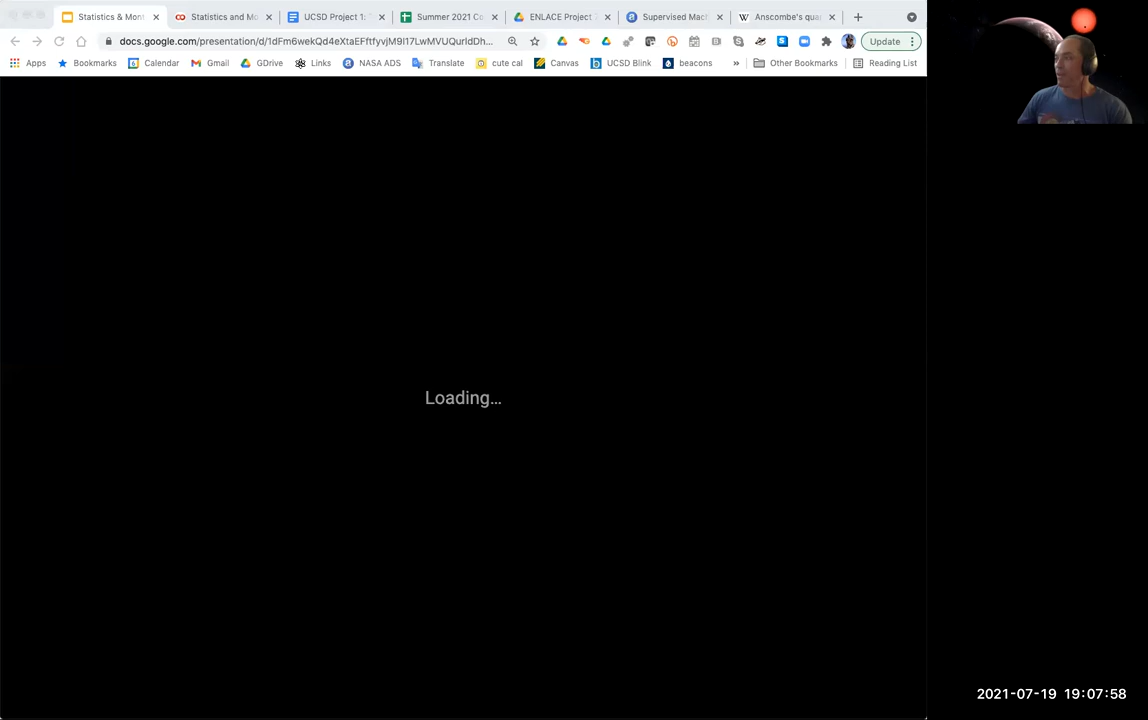 Statistics & Mont
Statistics and Mo
UCSD Project 1:
Summer 2021 Co
ENLACE Project
Supervised Mach
Anscombe's qua
docs.google.com/presentation/d/1dFm6wekQd4eXtaEFftfyvjM9I17LwMVUQurldDh...
Update
Apps
Bookmarks
Calendar
Gmail
GDrive
Links
NASA ADS
Translate
cute cal
Canvas
UCSD Blink
beacons
»
Other Bookmarks
Reading List
Loading...
2021-07-19 19:07:58